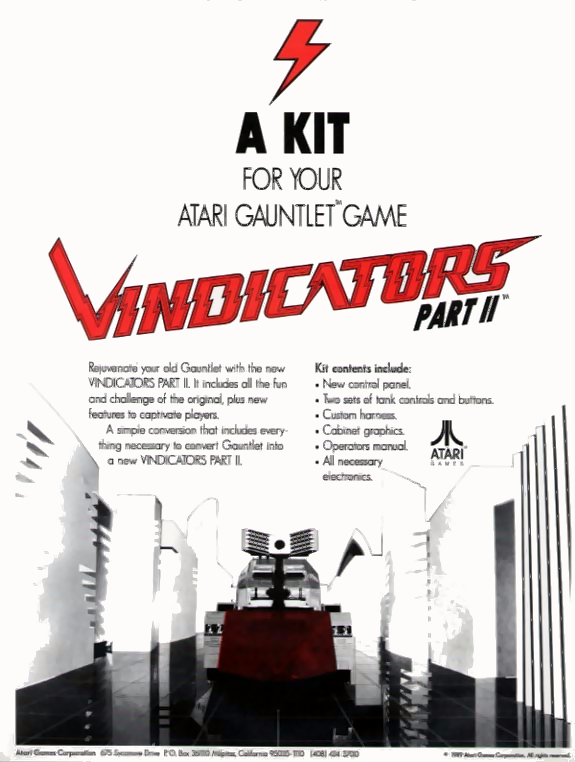 A KIT
FOR YOUR
ATARI GAUNTLET™ GAME
VINDICATORS
PART II™
Rejuvenate your old Gauntlet with the new
VINDICATORS PART II. It includes all the fun
and challenge of the original, plus new
features to captivate players.
A simple conversion that includes every-
thing necessary to convert Gauntlet into
a new VINDICATORS PART II.
Kit contents include:
• New control panel.
• Two sets of tank controls and buttons.
• Custom harness.
• Cabinet graphics.
• Operators manual.
• All necessary
electronics.
ATARI
GAMES
Atari Games Corporation 675 Sycamore Drive P.O. Box Milpitas, California 95035-1110 (408)
© 1989 Atari Games Corporation. All rights reserved.